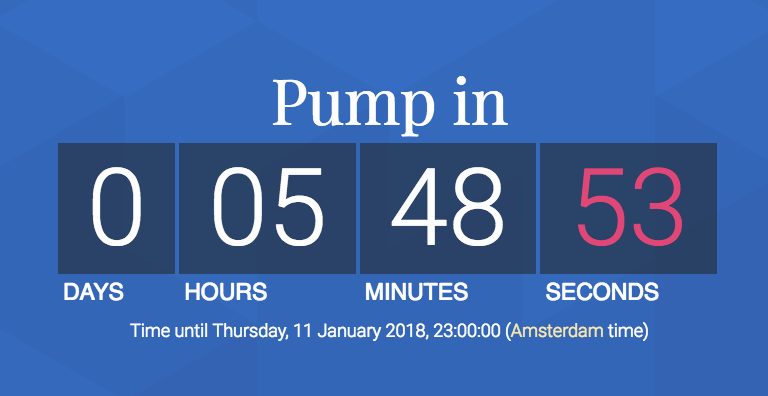 Pump in
0 05 48 53
DAYS HOURS MINUTES SECONDS
Time until Thursday, 11 January 2018, 23:00:00 (Amsterdam time)